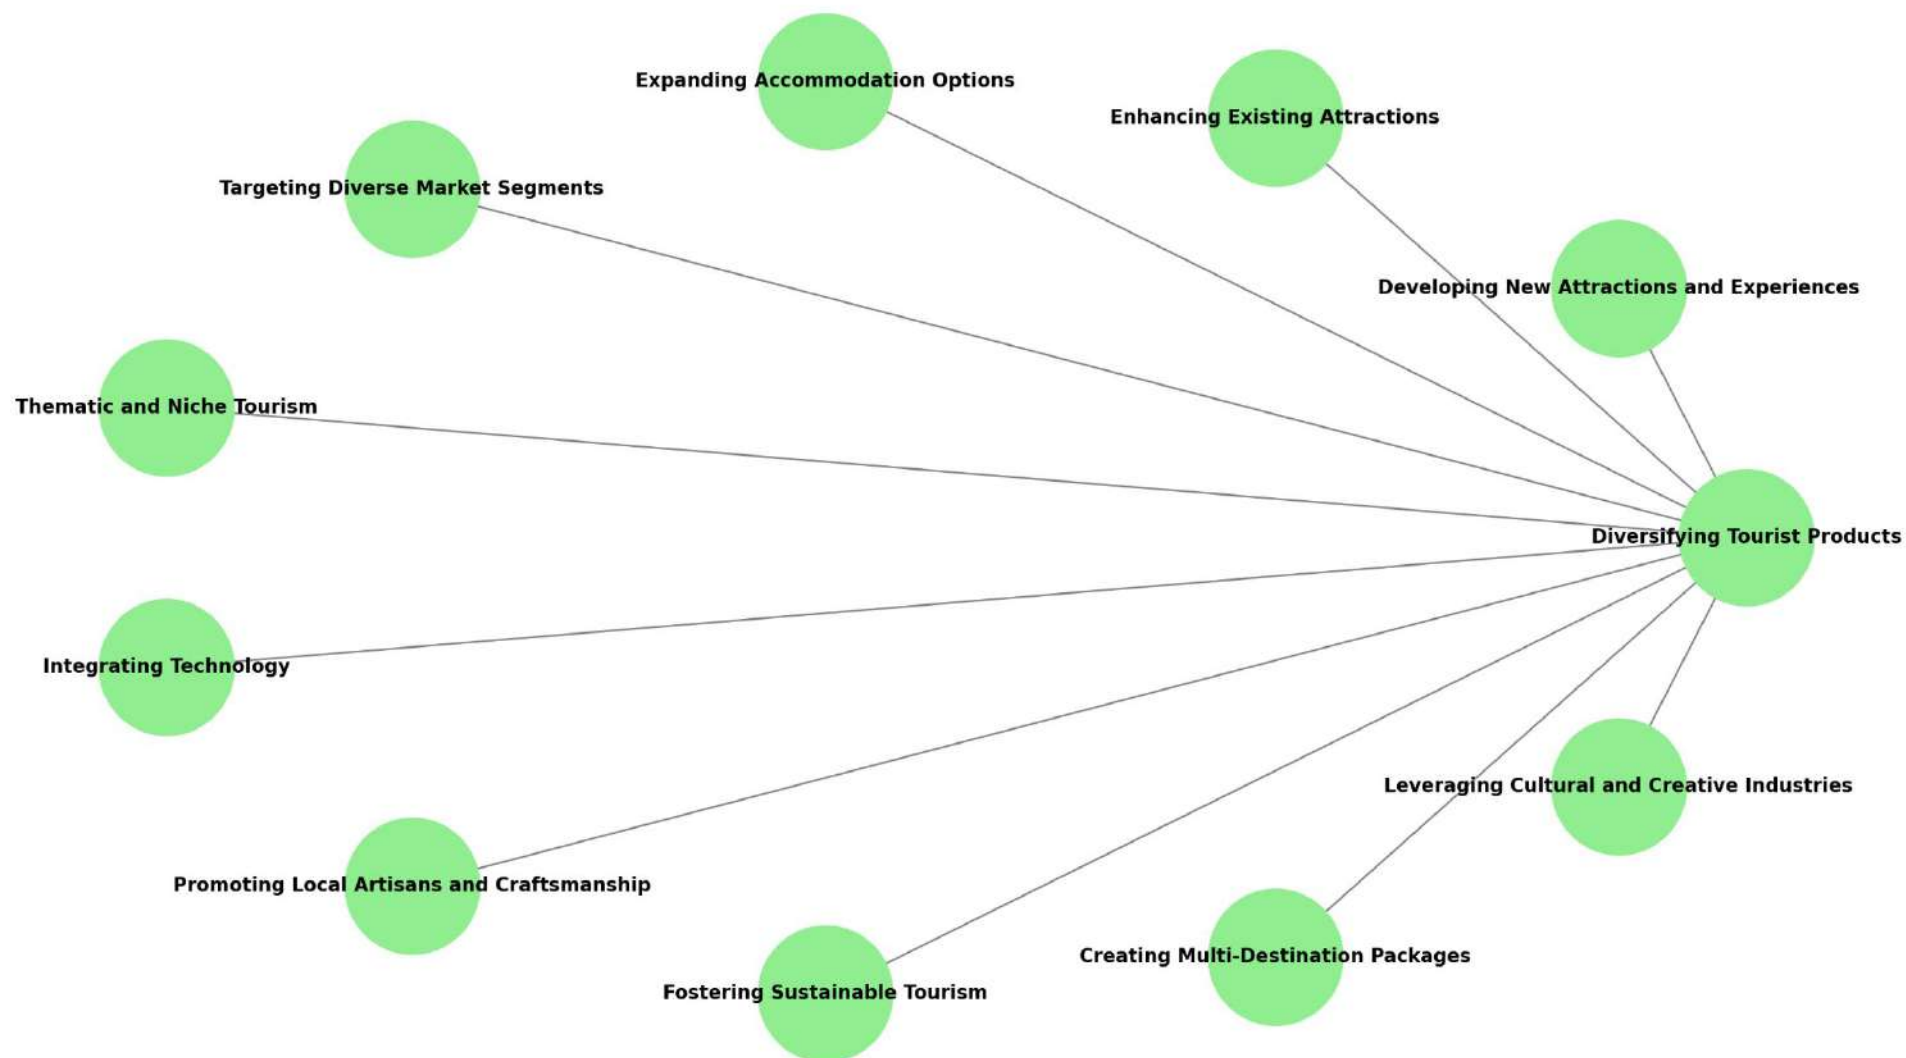 Expanding Accommodation Options
Enhancing Existing Attractions
Targeting Diverse Market Segments
Developing New Attractions and Experiences
Thematic and Niche Tourism
Diversifying Tourist Products
Integrating Technology
Leveraging Cultural and Creative Industries
Promoting Local Artisans and Craftsmanship
Creating Multi-Destination Packages
Fostering Sustainable Tourism